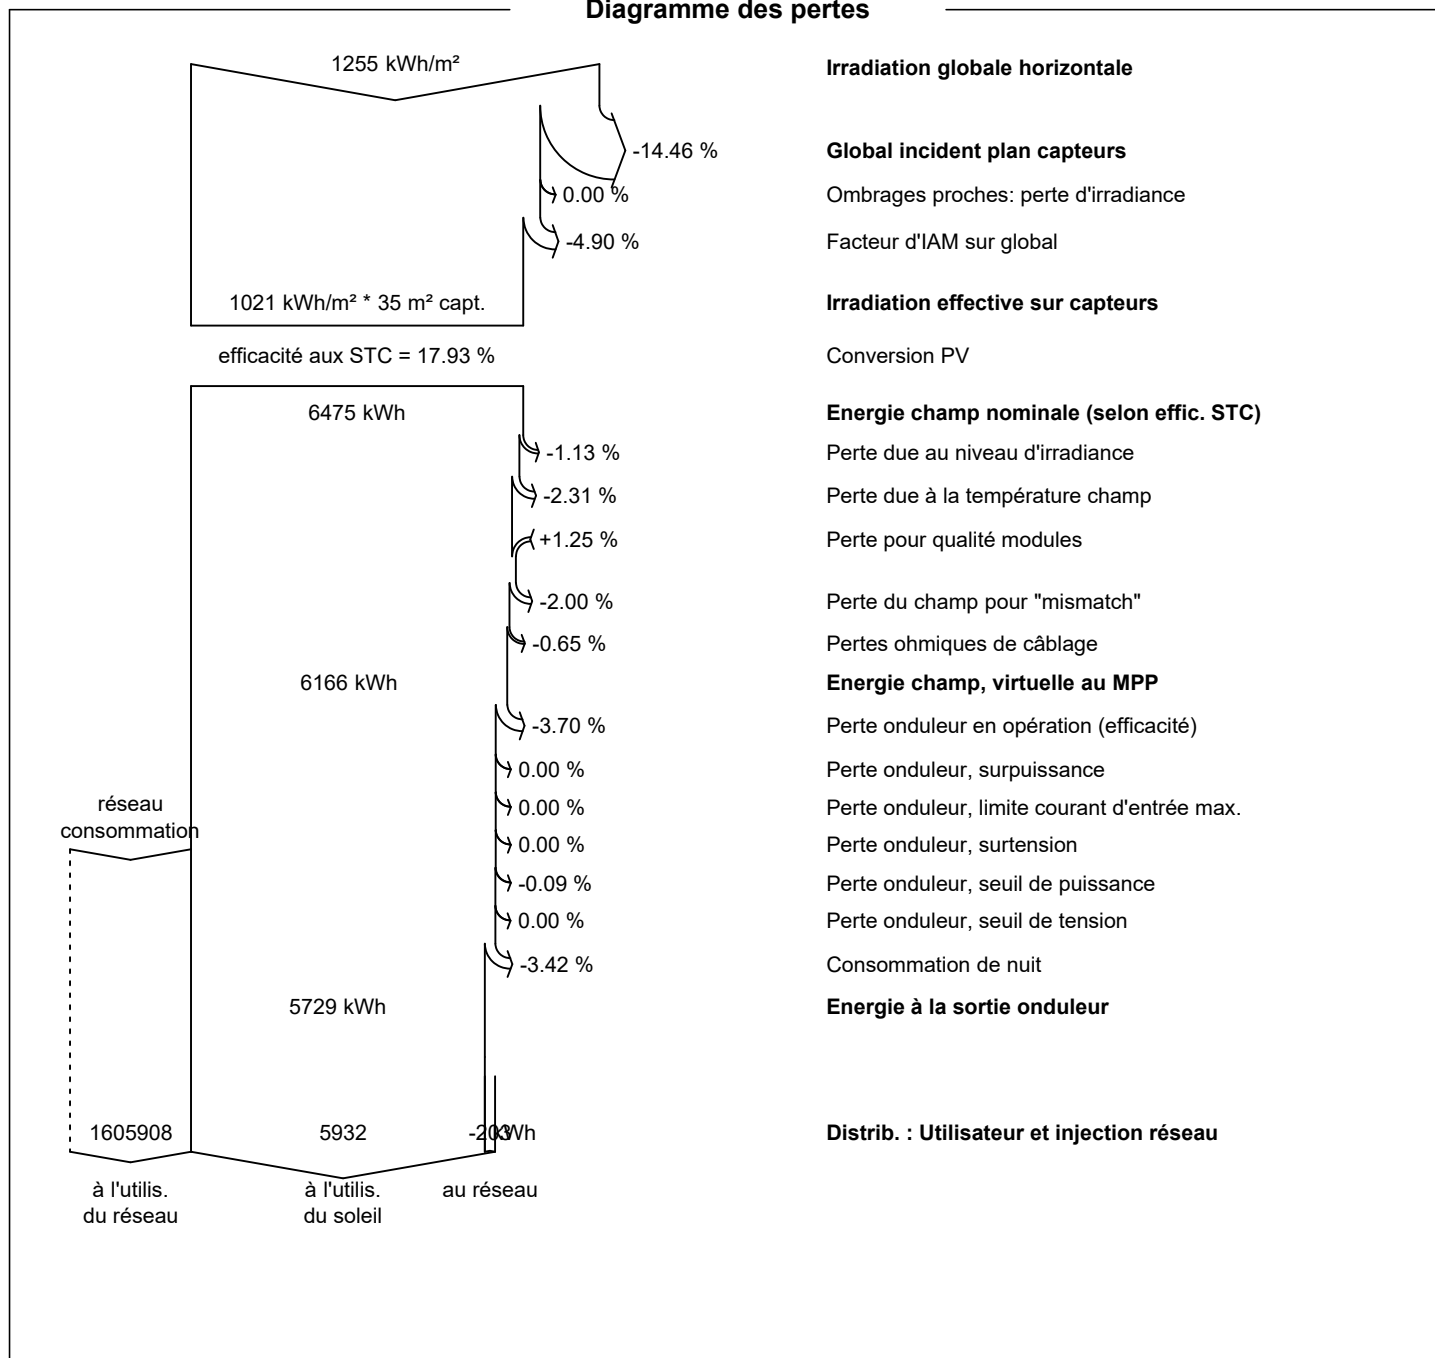 Diagramme des pertes
1255 kWh/m²
Irradiation globale horizontale
-14.46 %
Global incident plan capteurs
0.00 %
Ombrages proches: perte d'irradiance
-4.90 %
Facteur d'IAM sur global
1021 kWh/m² * 35 m² capt.
Irradiation effective sur capteurs
efficacité aux STC = 17.93 %
Conversion PV
6475 kWh
Energie champ nominale (selon effic. STC)
-1.13 %
Perte due au niveau d'irradiance
-2.31 %
Perte due à la température champ
+1.25 %
Perte pour qualité modules
-2.00 %
Perte du champ pour "mismatch"
-0.65 %
Pertes ohmiques de câblage
6166 kWh
Energie champ, virtuelle au MPP
-3.70 %
Perte onduleur en opération (efficacité)
0.00 %
Perte onduleur, surpuissance
réseau
consommation
0.00 %
Perte onduleur, limite courant d'entrée max.
0.00 %
Perte onduleur, surtension
-0.09 %
Perte onduleur, seuil de puissance
0.00 %
Perte onduleur, seuil de tension
-3.42 %
Consommation de nuit
5729 kWh
Energie à la sortie onduleur
1605908
5932
-203
kWh
Distrib. : Utilisateur et injection réseau
à l'utilis.
du réseau
à l'utilis.
du soleil
au réseau